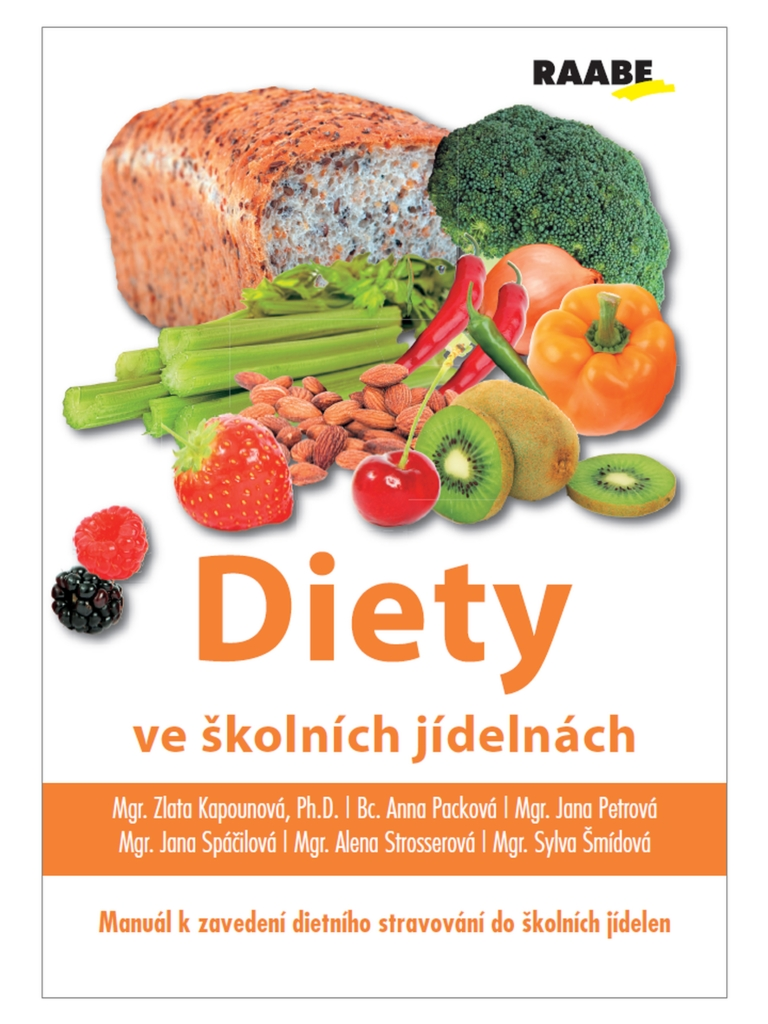 RAABE
Diety
ve školních jídelnách
Mgr. Zlata Kapounová, Ph.D. | Bc. Anna Packová | Mgr. Jana Petrová
Mgr. Jana Spáčilová | Mgr. Alena Strosserová | Mgr. Sylva Šmídová
Manuál k zavedení dietního stravování do školních jídelen